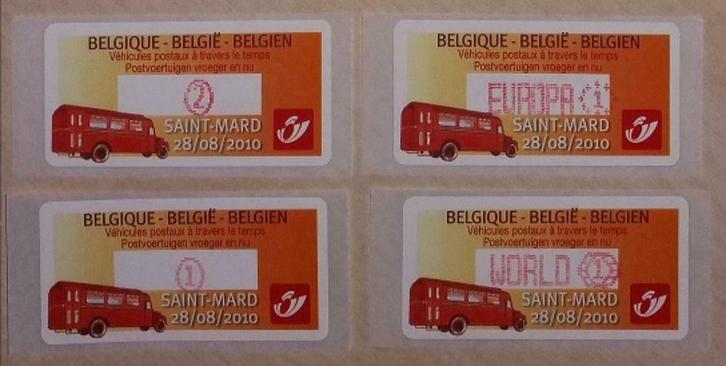 BELGIQUE - BELGIË - BELGIEN
Véhicules postaux à travers le temps
Postvoertuigen vroeger en nu
2
SAINT-MARD
28/08/2010
BELGIQUE - BELGIË - BELGIEN
Véhicules postaux à travers le temps
Postvoertuigen vroeger en nu
EUROPA 1
SAINT-MARD
28/08/2010
BELGIQUE - BELGIË - BELGIEN
Véhicules postaux à travers le temps
Postvoertuigen vroeger en nu
1
SAINT-MARD
28/08/2010
BELGIQUE - BELGIË - BELGIEN
Véhicules postaux à travers le temps
Postvoertuigen vroeger en nu
WORLD 1
SAINT-MARD
28/08/2010